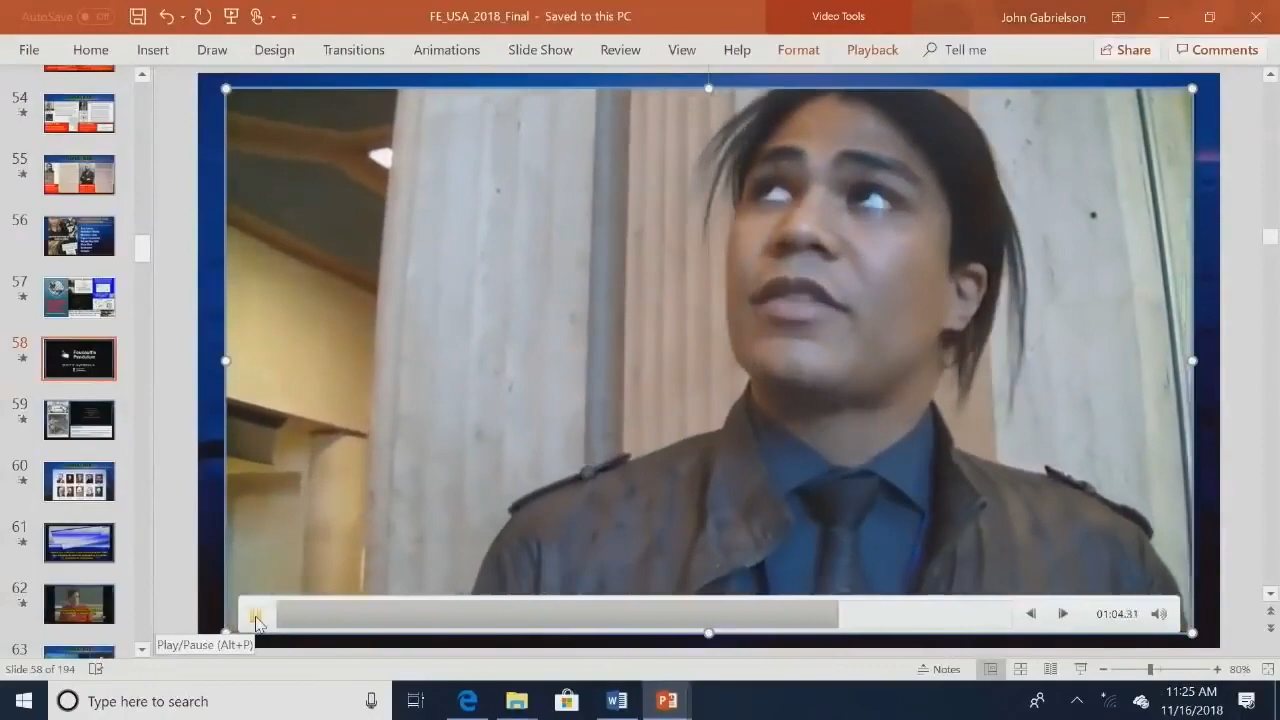 AutoSave Off
FE_USA_2018_Final - Saved to this PC
Video Tools
John Gabrielson
File Home Insert Draw Design Transitions Animations Slide Show Review View Help Format Playback Tell me Share Comments
54
55
56
57
58
Foucault's
Pendulum
59
60
61
62
63
01:04.31
Play/Pause (Alt+P)
Slide 58 of 194
Notes
80%
Type here to search
11:25 AM
11/16/2018